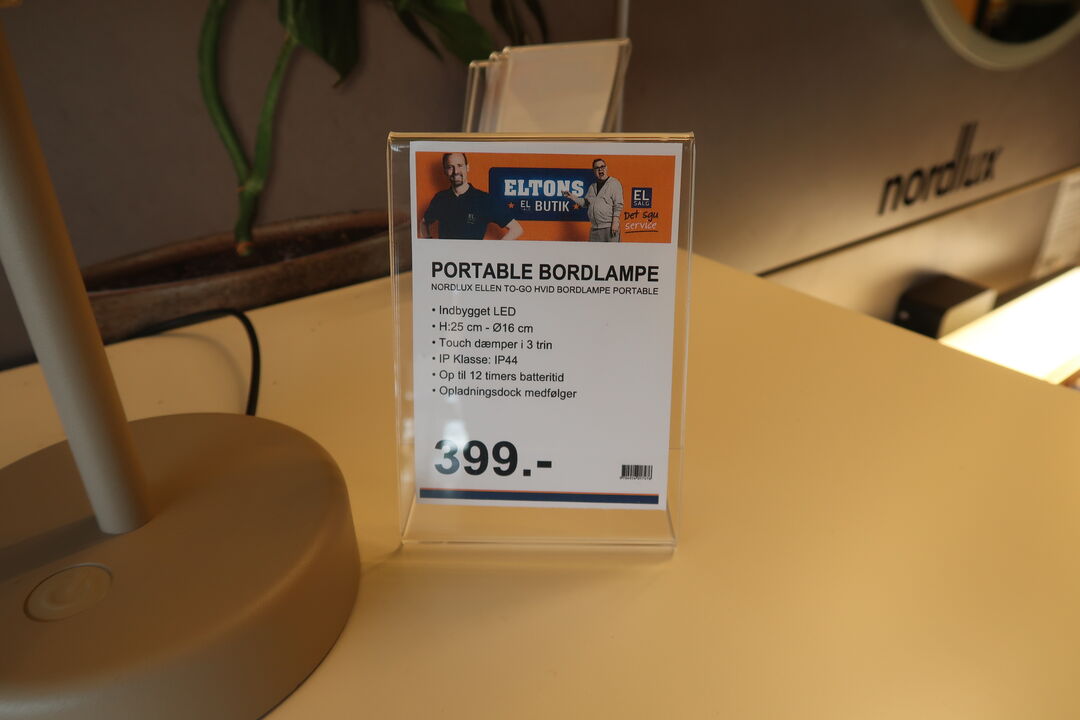 ELTONS
EL BUTIK
EL
SALG
Det sgu
service
PORTABLE BORDLAMPE
NORDLUX ELLEN TO-GO HVID BORDLAMPE PORTABLE
• Indbygget LED
• H:25 cm - Ø16 cm
• Touch dæmper i 3 trin
• IP Klasse: IP44
• Op til 12 timers batteritid
• Opladningsdock medfølger
399.-
nordlux